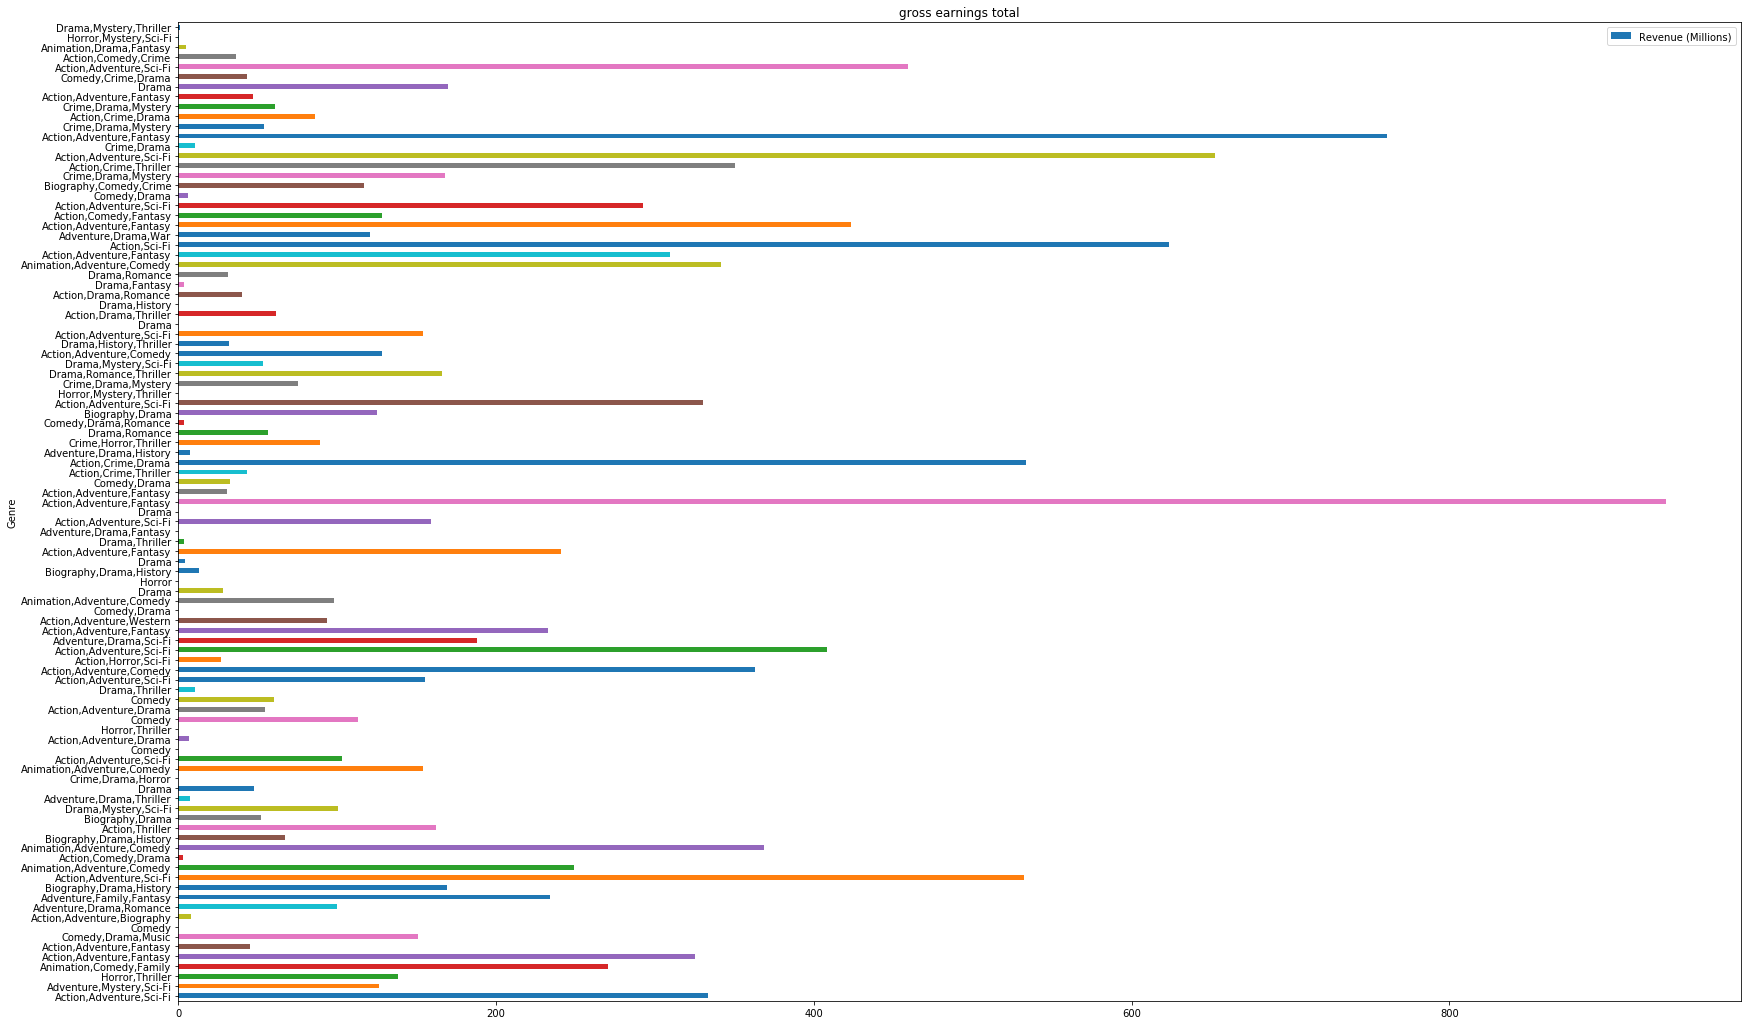 gross earnings total
Revenue (Millions)
Genre
Drama,Mystery,Thriller
Horror,Mystery,Sci-Fi
Animation,Drama,Fantasy
Action,Comedy,Crime
Action,Adventure,Sci-Fi
Comedy,Crime,Drama
Drama
Action,Adventure,Fantasy
Crime,Drama,Mystery
Action,Crime,Drama
Crime,Drama,Mystery
Action,Adventure,Fantasy
Crime,Drama
Action,Adventure,Sci-Fi
Action,Crime,Thriller
Crime,Drama,Mystery
Biography,Comedy,Crime
Comedy,Drama
Action,Adventure,Sci-Fi
Action,Comedy,Fantasy
Action,Adventure,Fantasy
Adventure,Drama,War
Action,Sci-Fi
Action,Adventure,Fantasy
Animation,Adventure,Comedy
Drama,Romance
Drama,Fantasy
Action,Drama,Romance
Drama,History
Action,Drama,Thriller
Drama
Action,Adventure,Sci-Fi
Drama,History,Thriller
Action,Adventure,Comedy
Drama,Mystery,Sci-Fi
Drama,Romance,Thriller
Crime,Drama,Mystery
Horror,Mystery,Thriller
Action,Adventure,Sci-Fi
Biography,Drama
Comedy,Drama,Romance
Drama,Romance
Crime,Horror,Thriller
Adventure,Drama,History
Action,Crime,Drama
Action,Crime,Thriller
Comedy,Drama
Action,Adventure,Fantasy
Action,Adventure,Fantasy
Drama
Action,Adventure,Sci-Fi
Adventure,Drama,Fantasy
Drama,Thriller
Action,Adventure,Fantasy
Drama
Biography,Drama,History
Horror
Drama
Animation,Adventure,Comedy
Comedy,Drama
Action,Adventure,Western
Action,Adventure,Fantasy
Adventure,Drama,Sci-Fi
Action,Adventure,Sci-Fi
Action,Horror,Sci-Fi
Action,Adventure,Comedy
Action,Adventure,Sci-Fi
Drama,Thriller
Comedy
Action,Adventure,Drama
Comedy
Horror,Thriller
Action,Adventure,Drama
Comedy
Action,Adventure,Sci-Fi
Animation,Adventure,Comedy
Crime,Drama,Horror
Drama
Adventure,Drama,Thriller
Drama,Mystery,Sci-Fi
Biography,Drama
Action,Thriller
Biography,Drama,History
Animation,Adventure,Comedy
Action,Comedy,Drama
Animation,Adventure,Comedy
Action,Adventure,Sci-Fi
Biography,Drama,History
Adventure,Family,Fantasy
Adventure,Drama,Romance
Action,Adventure,Biography
Comedy
Comedy,Drama,Music
Action,Adventure,Fantasy
Action,Adventure,Fantasy
Animation,Comedy,Family
Horror,Thriller
Adventure,Mystery,Sci-Fi
Action,Adventure,Sci-Fi
0 200 400 600 800